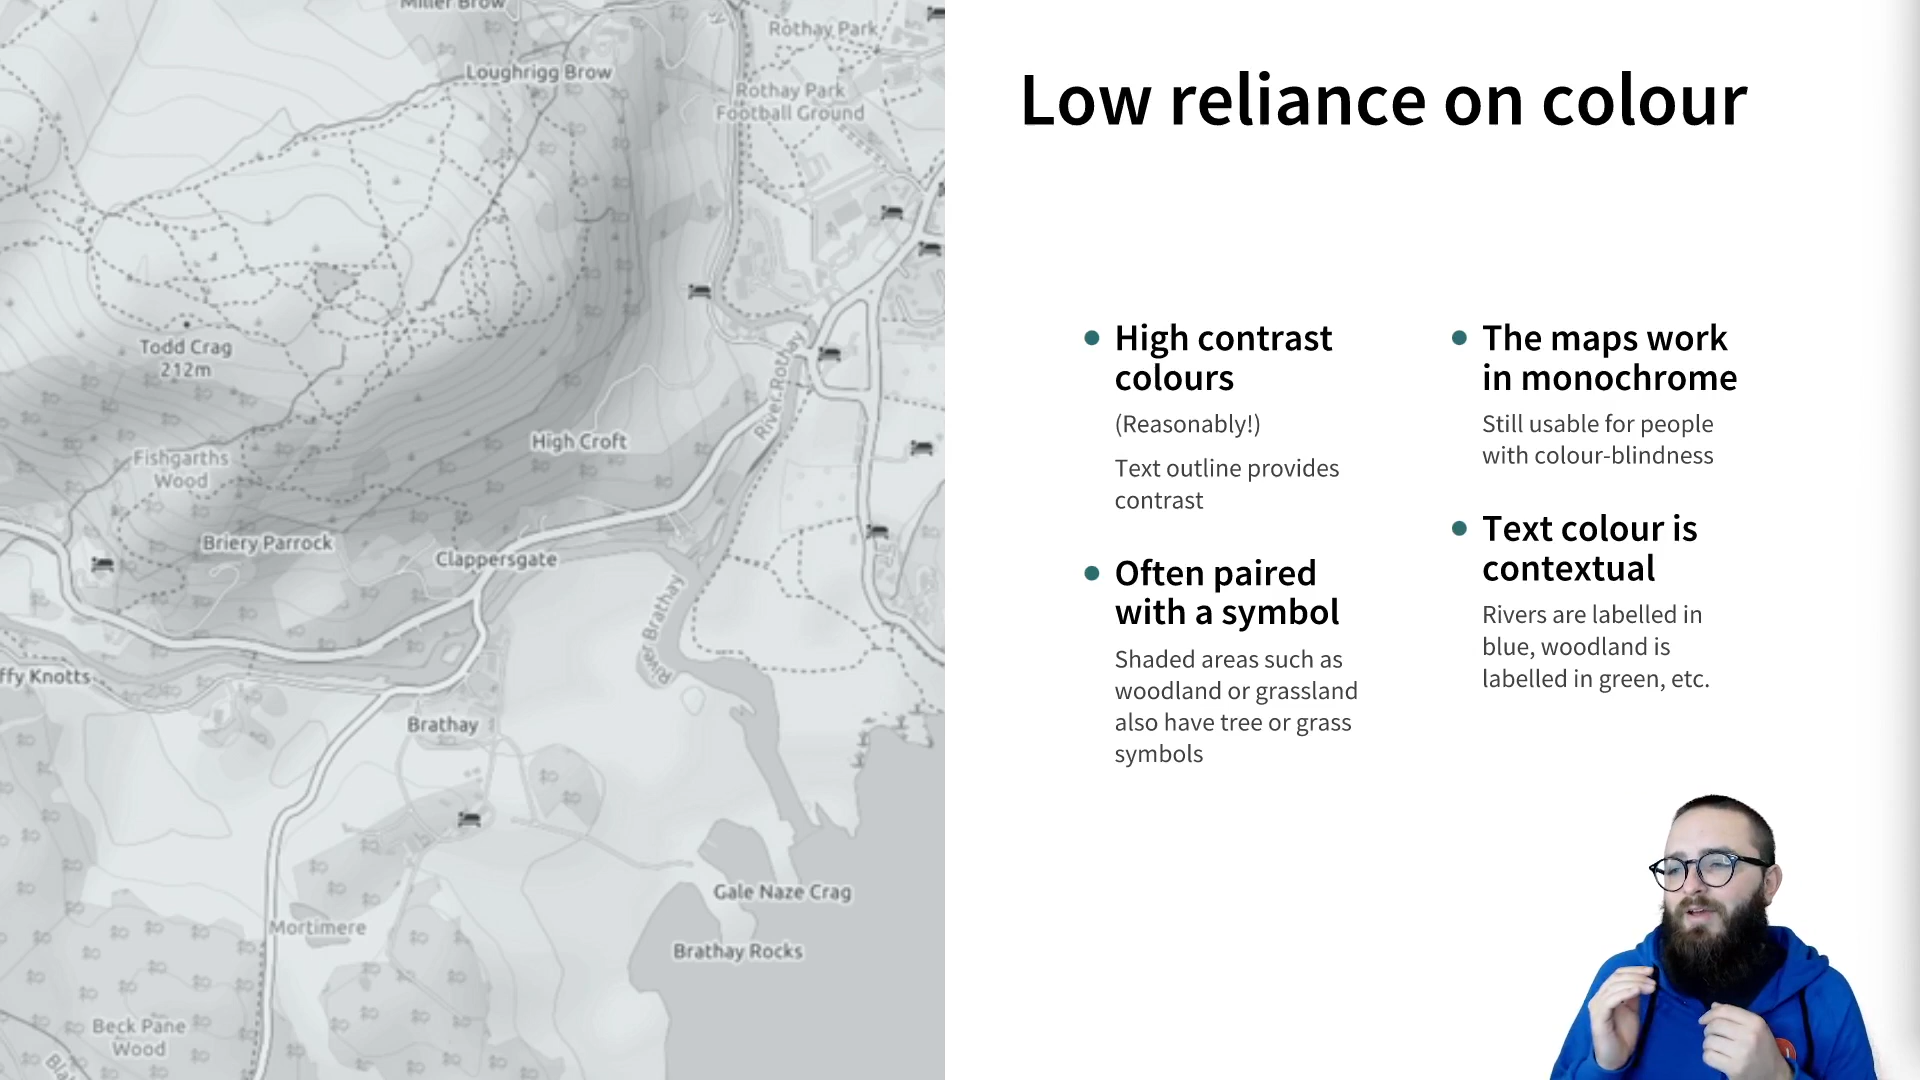 Miller Brow
Rothay Park
Loughrigg Brow
Rothay Park
Football Ground
Todd Crag
212m
River Rothay
High Croft
Fishgarths
Wood
Briery Parrock
Clappersgate
River Brathay
ffy Knotts
Brathay
Gale Naze Crag
Mortimere
Brathay Rocks
Beck Pane
Wood
Low reliance on colour
High contrast
colours
(Reasonably!)
Text outline provides
contrast
Often paired
with a symbol
Shaded areas such as
woodland or grassland
also have tree or grass
symbols
The maps work
in monochrome
Still usable for people
with colour-blindness
Text colour is
contextual
Rivers are labelled in
blue, woodland is
labelled in green, etc.